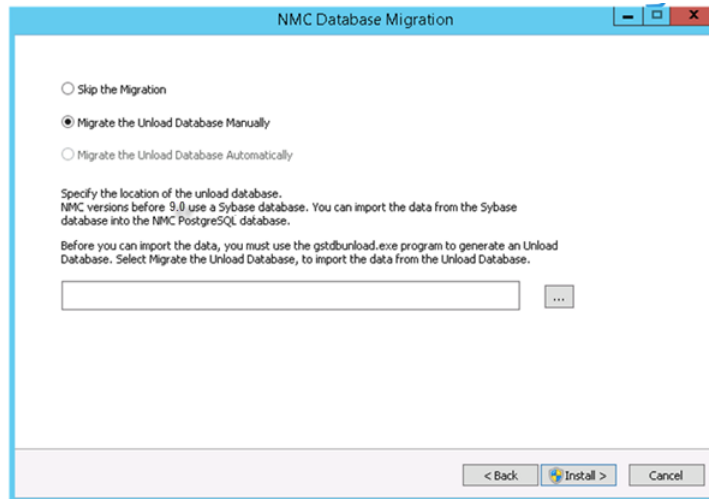 NMC Database Migration
Skip the Migration
Migrate the Unload Database Manually
Migrate the Unload Database Automatically
Specify the location of the unload database.
NMC versions before 9.0 use a Sybase database. You can import the data from the Sybase
database into the NMC PostgreSQL database.
Before you can import the data, you must use the gstdbunload.exe program to generate an Unload
Database. Select Migrate the Unload Database, to import the data from the Unload Database.
...
< Back
Install >
Cancel